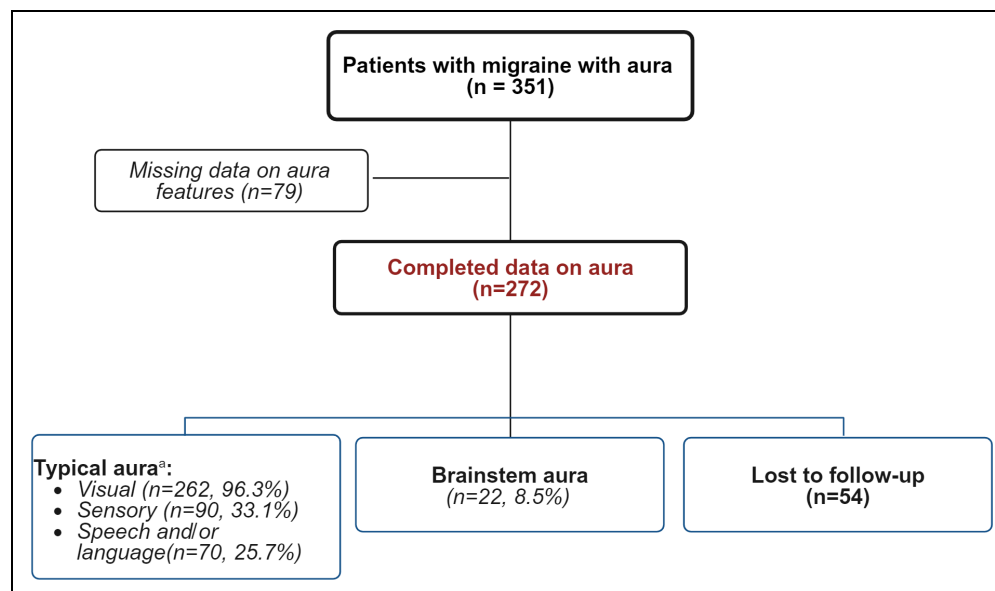 Patients with migraine with aura
(n = 351)
Missing data on aura
features (n=79)
Completed data on aura
(n=272)
Typical auraᵃ:
• Visual (n=262, 96.3%)
• Sensory (n=90, 33.1%)
• Speech and/or
language(n=70, 25.7%)
Brainstem aura
(n=22, 8.5%)
Lost to follow-up
(n=54)